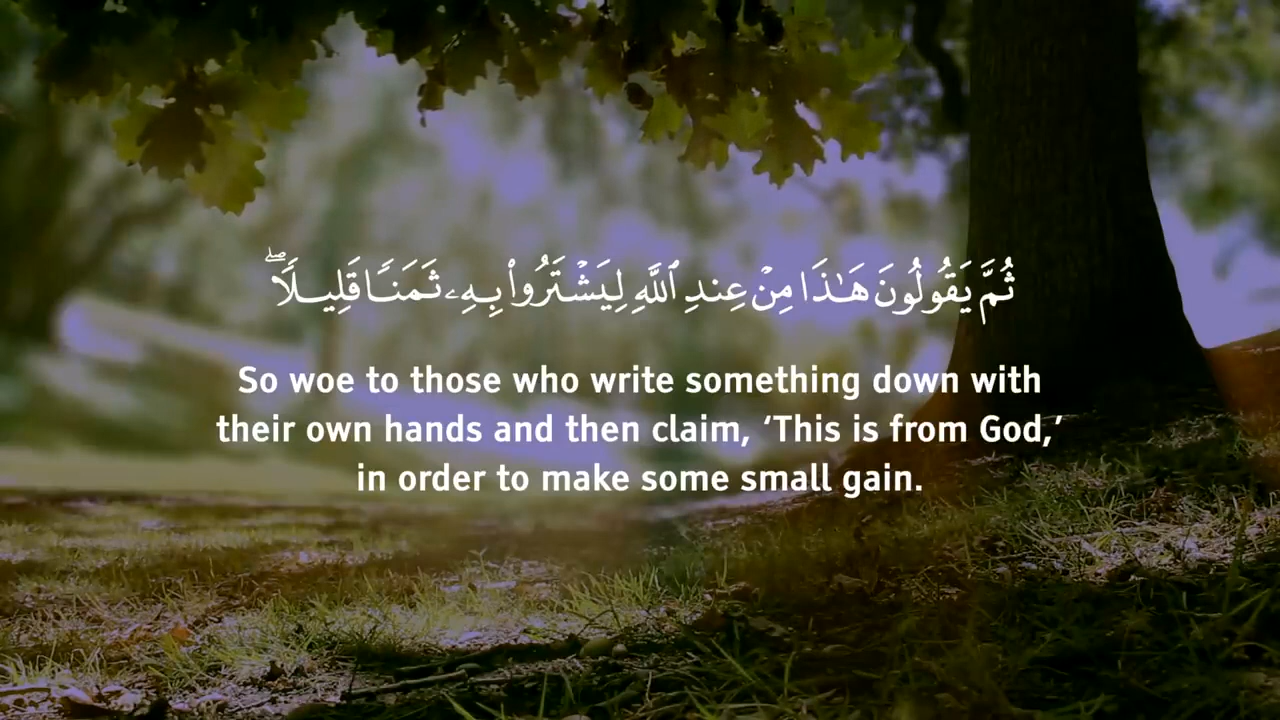 ثُمَّ يَقُولُونَ هَـٰذَا مِنْ عِندِ ٱللَّهِ لِيَشْتَرُوا۟ بِهِۦ ثَمَنًا قَلِيلًا ۖ
So woe to those who write something down with
their own hands and then claim, ‘This is from God,’
in order to make some small gain.